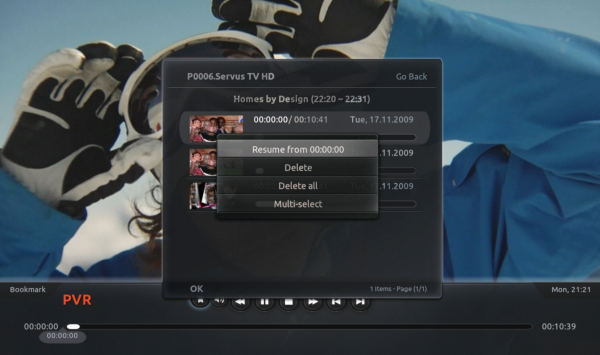 P0006.Servus TV HD
Go Back
Homes by Design (22:20 – 22:31)
00:00:00/ 00:10:41
Tue, 17.11.2009
Resume from 00:00:00
.11.2009
Delete
Delete all
.11.2009
Multi-select
OK
1 Items - Page (1/1)
Bookmark
Mon, 21:21
PVR
00:00:00
00:10:39
00:00:00